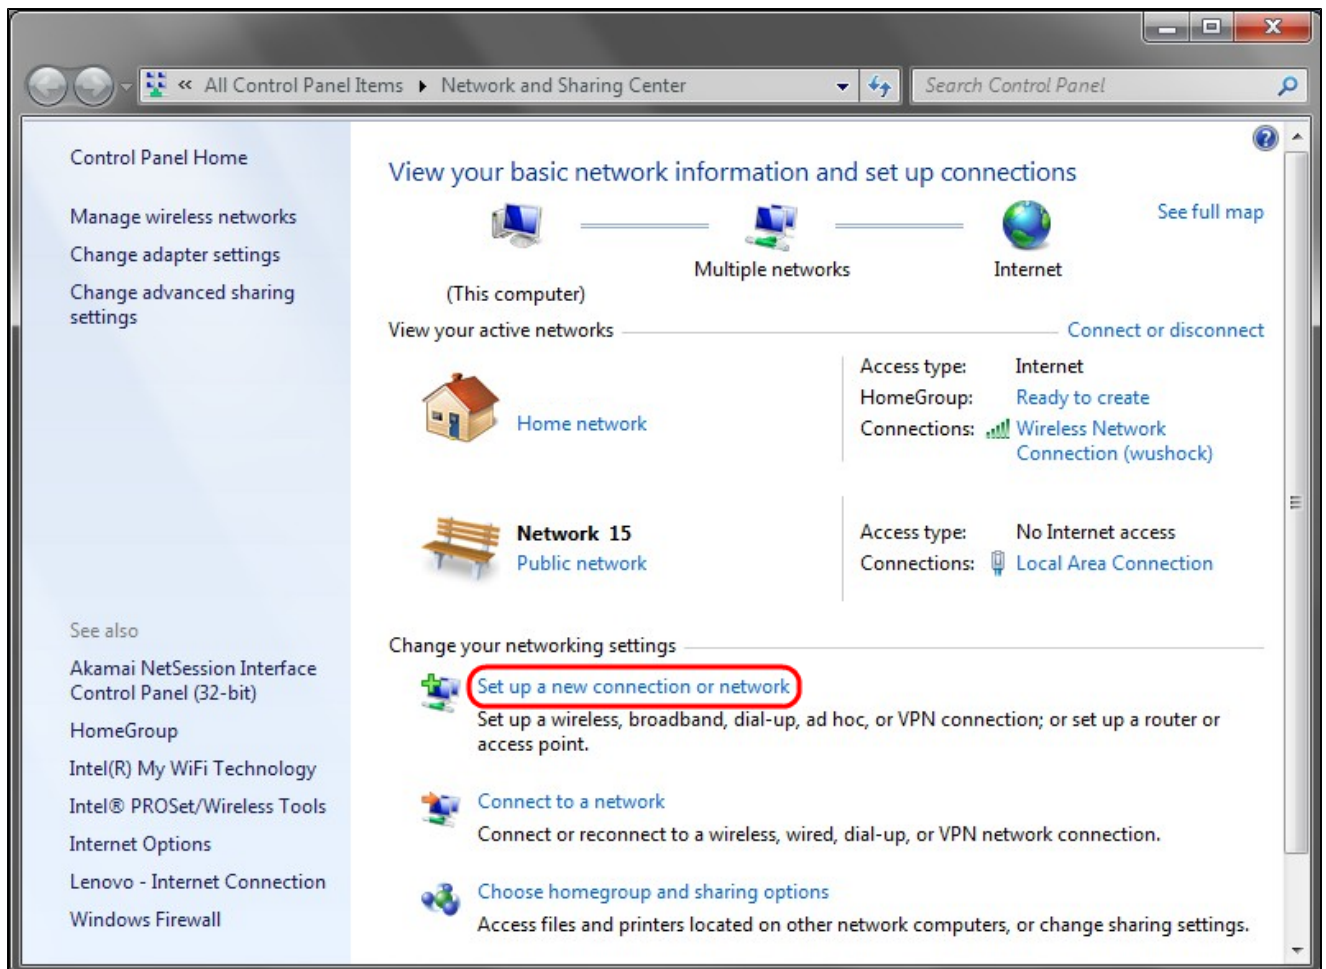 « All Control Panel Items ▸ Network and Sharing Center
Search Control Panel
Control Panel Home
Manage wireless networks
Change adapter settings
Change advanced sharing
settings
See also
Akamai NetSession Interface
Control Panel (32-bit)
HomeGroup
Intel(R) My WiFi Technology
Intel® PROSet/Wireless Tools
Internet Options
Lenovo - Internet Connection
Windows Firewall
View your basic network information and set up connections
See full map
Multiple networks
Internet
(This computer)
View your active networks
Connect or disconnect
Home network
Access type: Internet
HomeGroup: Ready to create
Connections: Wireless Network
Connection (wushock)
Network 15
Public network
Access type: No Internet access
Connections: Local Area Connection
Change your networking settings
Set up a new connection or network
Set up a wireless, broadband, dial-up, ad hoc, or VPN connection; or set up a router or
access point.
Connect to a network
Connect or reconnect to a wireless, wired, dial-up, or VPN network connection.
Choose homegroup and sharing options
Access files and printers located on other network computers, or change sharing settings.